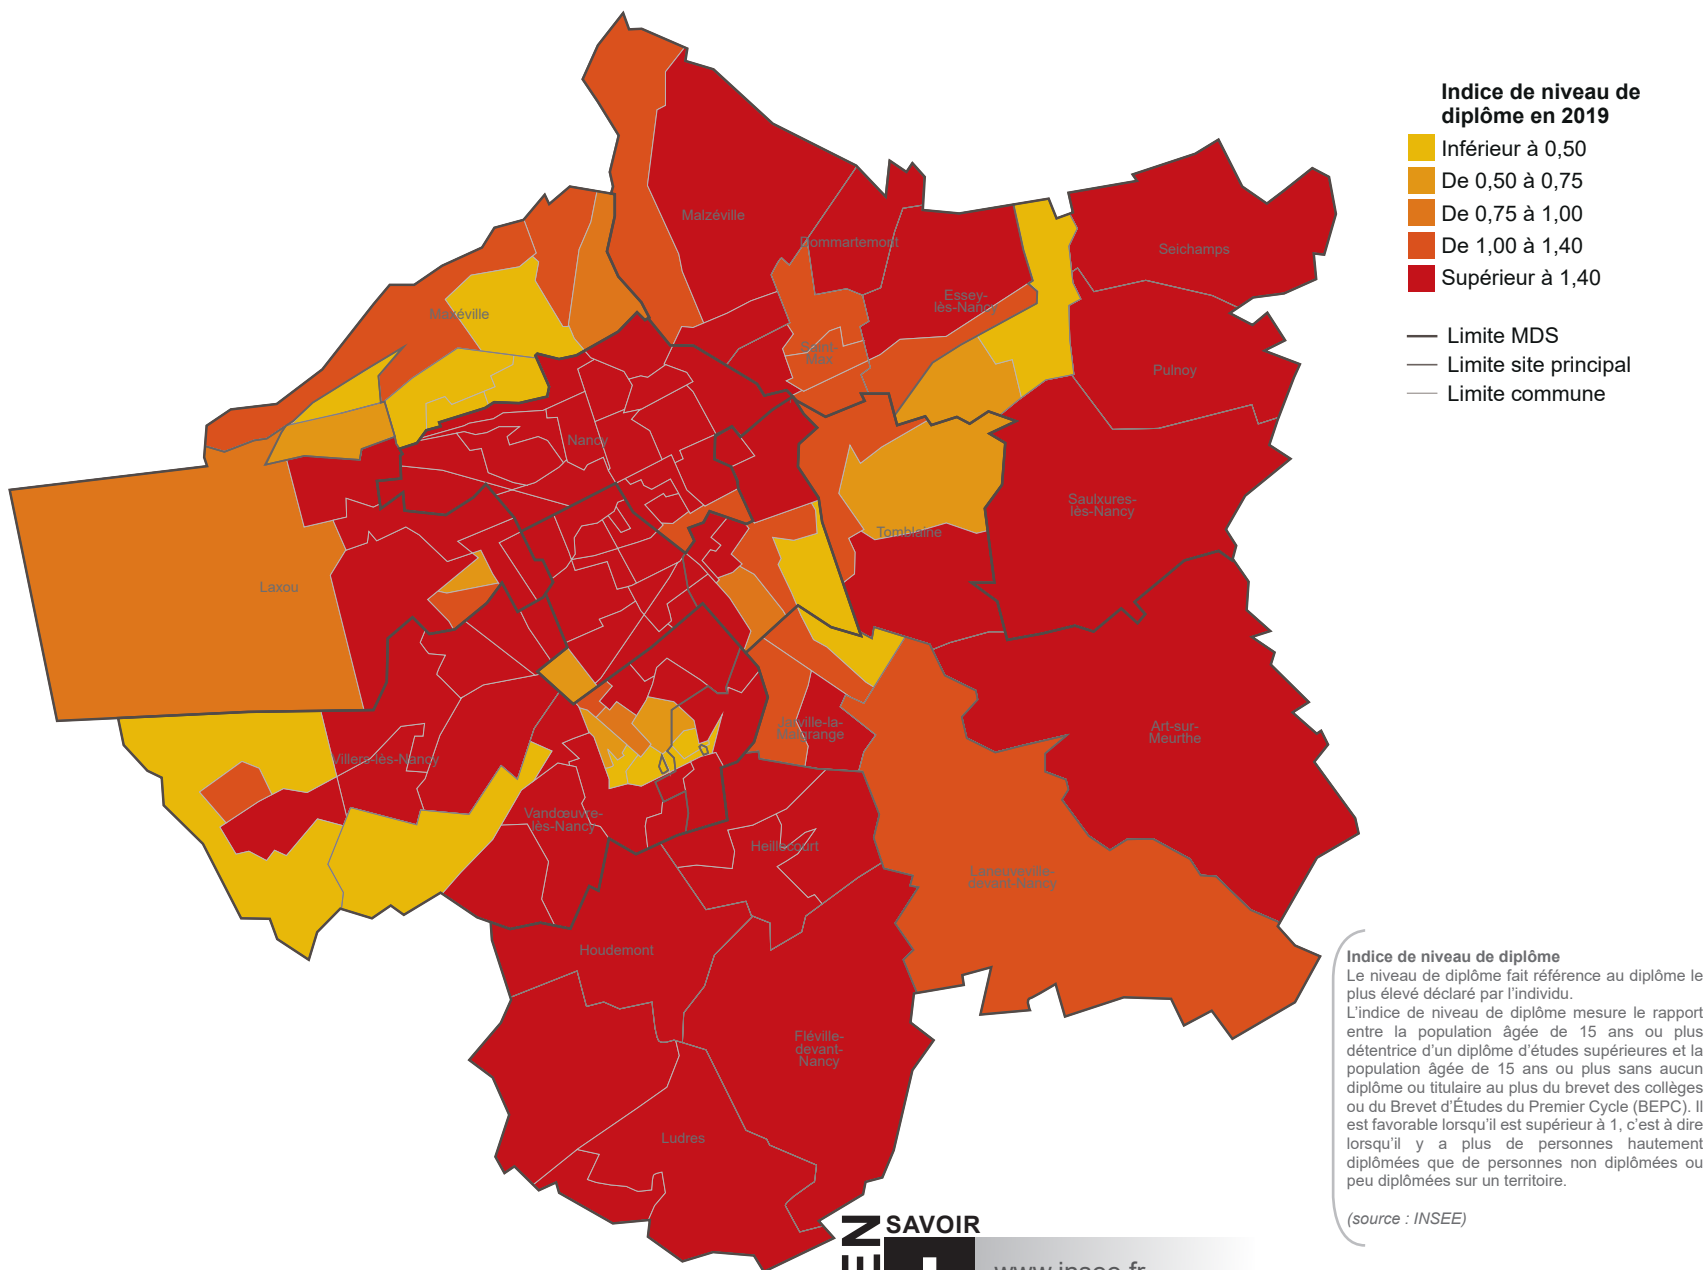 Indice de niveau de
diplôme en 2019
Inférieur à 0,50
De 0,50 à 0,75
De 0,75 à 1,00
De 1,00 à 1,40
Supérieur à 1,40
Limite MDS
Limite site principal
Limite commune
Malzéville
Dommartemont
Seichamps
Essey-
lès-Nancy
Maxéville
Saint-
Max
Pulnoy
Nancy
Saulxures-
lès-Nancy
Tomblaine
Laxou
Jarville-la-
Malgrange
Art-sur-
Meurthe
Villers-lès-Nancy
Vandœuvre-
lès-Nancy
Heillecourt
Laneuveville-
devant-Nancy
Houdemont
Fléville-
devant-
Nancy
Ludres
Indice de niveau de diplôme
Le niveau de diplôme fait référence au diplôme le
plus élevé déclaré par l'individu.
L'indice de niveau de diplôme mesure le rapport
entre la population âgée de 15 ans ou plus
détentrice d'un diplôme d'études supérieures et la
population âgée de 15 ans ou plus sans aucun
diplôme ou titulaire au plus du brevet des collèges
ou du Brevet d'Études du Premier Cycle (BEPC). Il
est favorable lorsqu'il est supérieur à 1, c'est à dire
lorsqu'il y a plus de personnes hautement
diplômées que de personnes non diplômées ou
peu diplômées sur un territoire.
(source : INSEE)
EN
SAVOIR
www.insee.fr